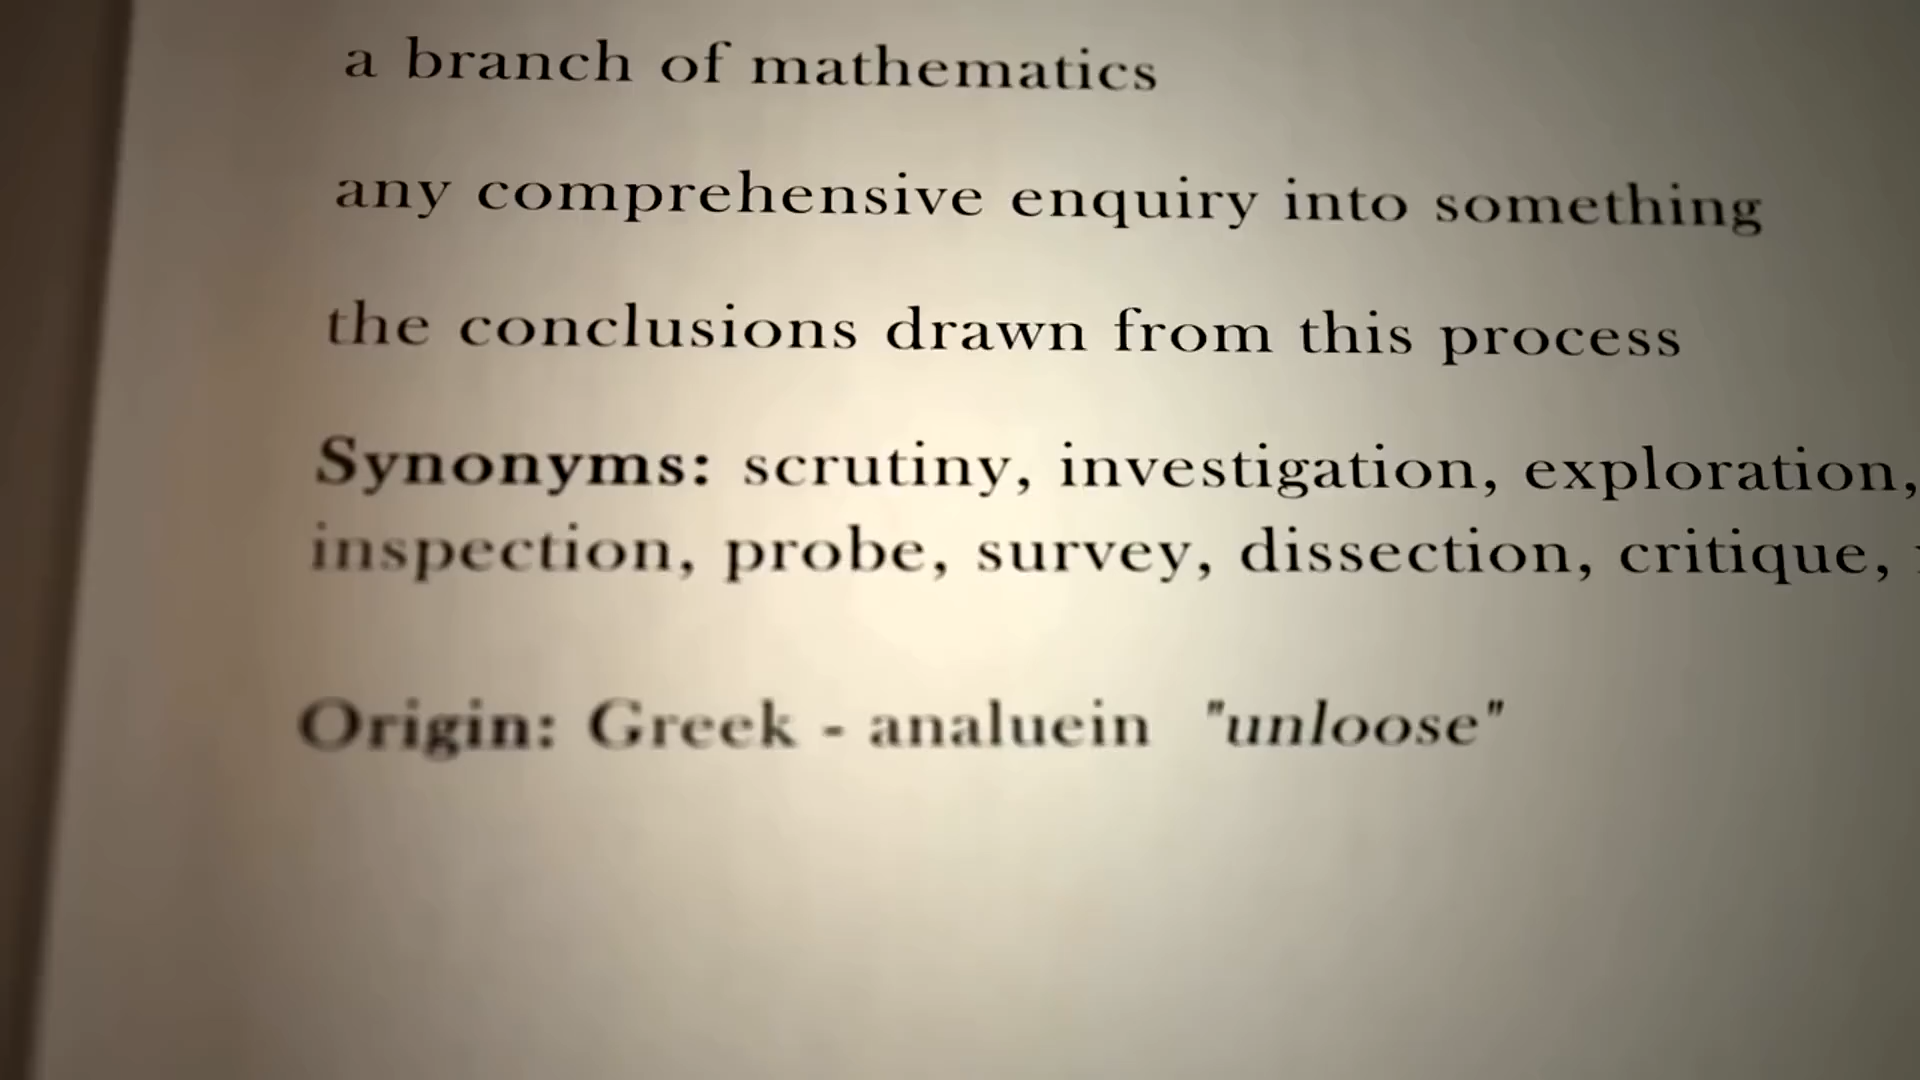 a branch of mathematics
any comprehensive enquiry into something
the conclusions drawn from this process
Synonyms: scrutiny, investigation, exploration,
inspection, probe, survey, dissection, critique,
Origin: Greek - analuein "unloose"